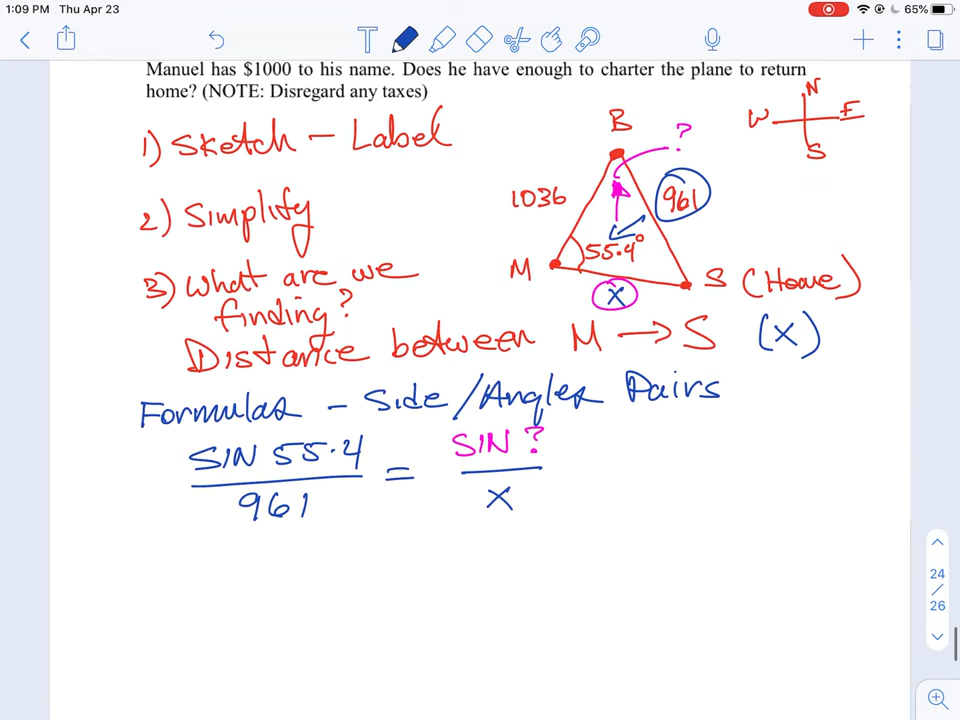 1:09 PM Thu Apr 23 65%
T
Manuel has $1000 to his name. Does he have enough to charter the plane to return
home? (NOTE: Disregard any taxes)
N
W E
S
1) Sketch – Label
B
?
1036
961
2) Simplify
55.4°
M
S (Home)
X
3) What are we
finding?
Distance between M → S (X)
Formulas – Side/Angles Pairs
SIN 55.4 = SIN ?
961 X
24
/
26